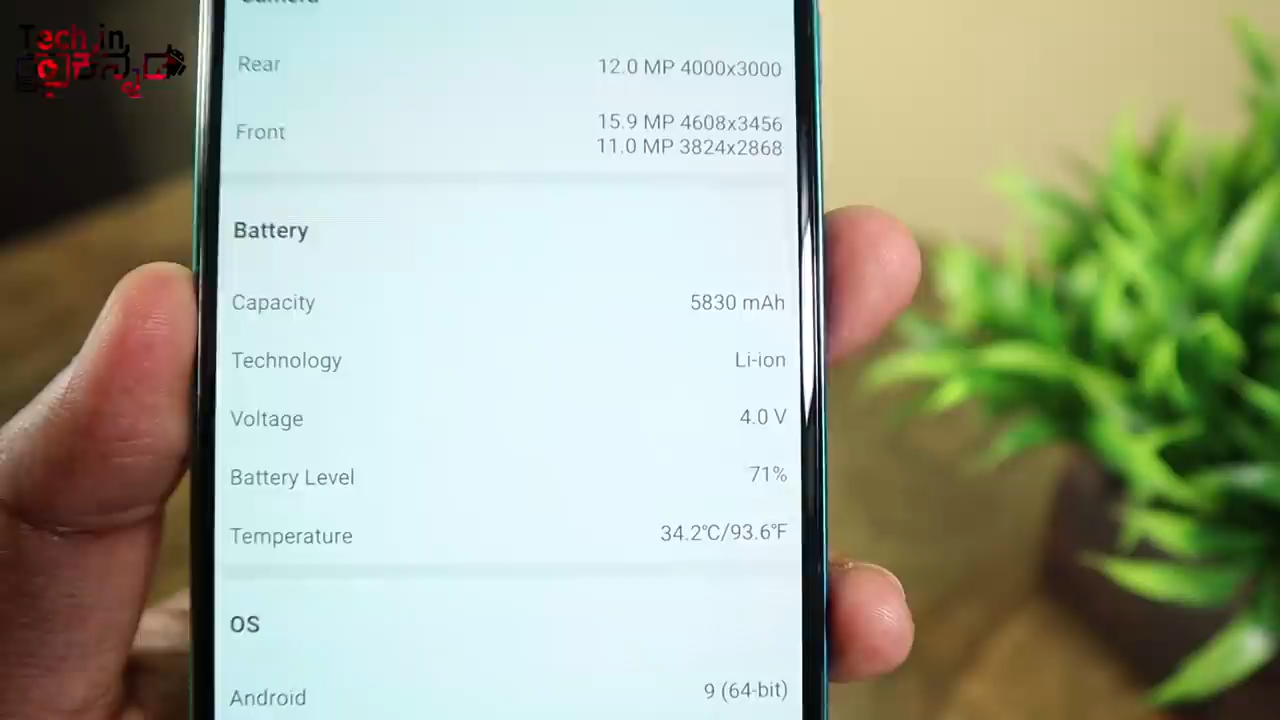 Tech in
Camera
Rear
12.0 MP 4000x3000
Front
15.9 MP 4608x3456
11.0 MP 3824x2868
Battery
Capacity
5830 mAh
Technology
Li-ion
Voltage
4.0 V
Battery Level
71%
Temperature
34.2℃/93.6℉
OS
Android
9 (64-bit)